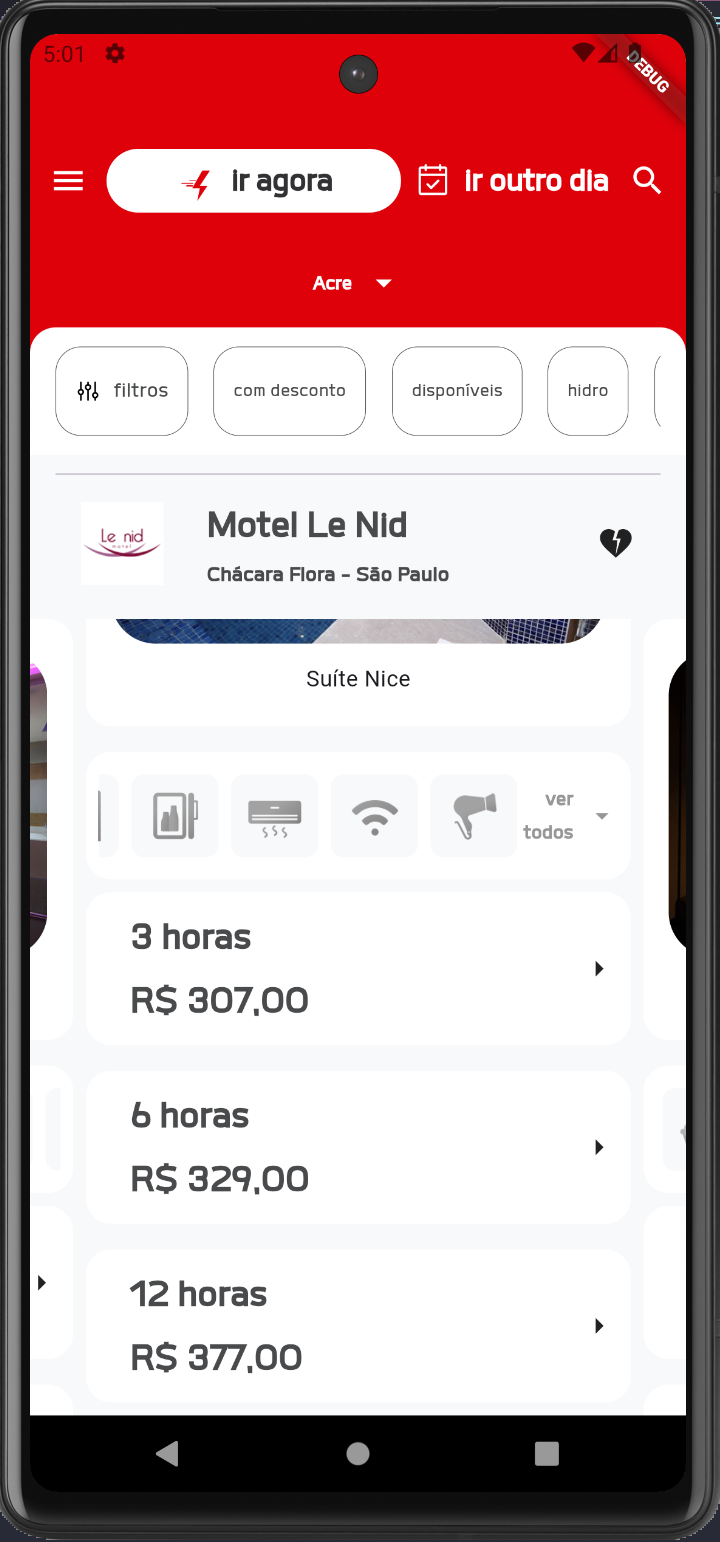 5:01
DEBUG
ir agora
ir outro dia
Acre
filtros
com desconto
disponíveis
hidro
Le nid
motel
Motel Le Nid
Chácara Flora - São Paulo
Suíte Nice
ver
todos
3 horas
R$ 307,00
6 horas
R$ 329,00
12 horas
R$ 377,00